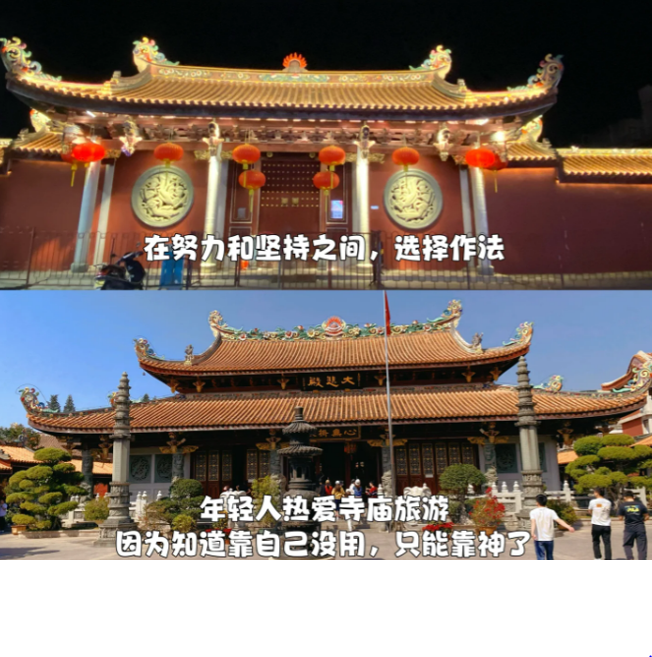 在努力和坚持之间，选择作法
大慈殿
年轻人热爱寺庙旅游
因为知道靠自己没用，只能靠神了